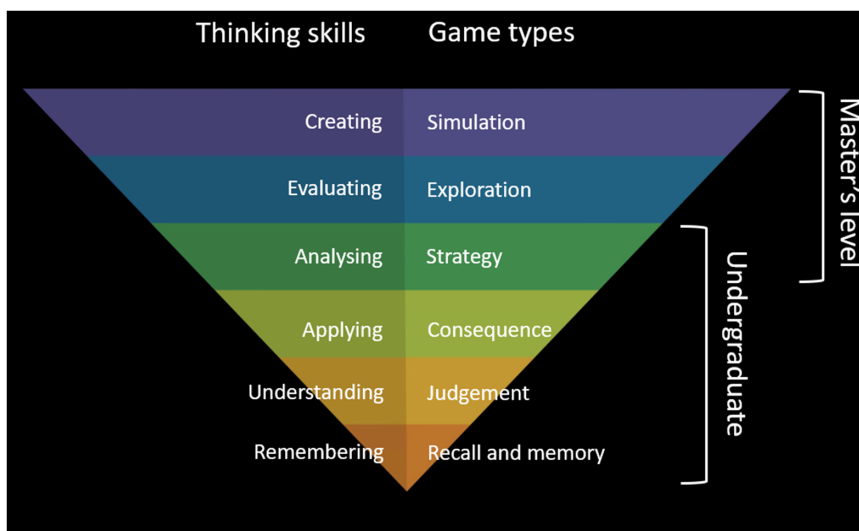 Thinking skills Game types
Creating Simulation
Evaluating Exploration
Analysing Strategy
Applying Consequence
Understanding Judgement
Remembering Recall and memory
Undergraduate
Master's level